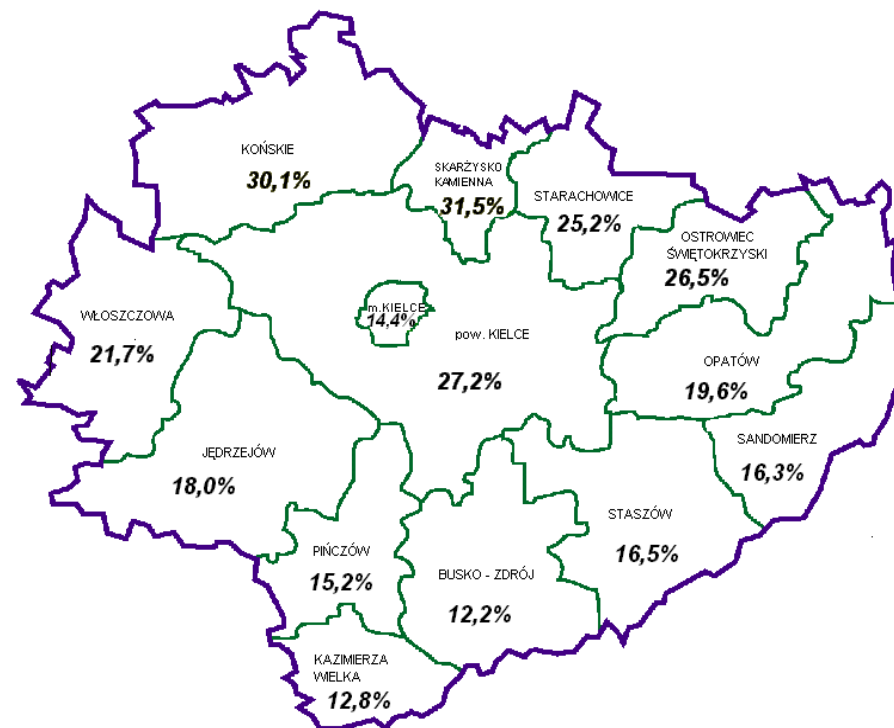 KOŃSKIE
30,1%
SKARŻYSKO
KAMIENNA
31,5%
STARACHOWICE
25,2%
OSTROWIEC
ŚWIĘTOKRZYSKI
26,5%
WŁOSZCZOWA
21,7%
m.KIELCE
14,4%
pow. KIELCE
27,2%
OPATÓW
19,6%
SANDOMIERZ
16,3%
JĘDRZEJÓW
18,0%
STASZÓW
16,5%
PIŃCZÓW
15,2%
BUSKO - ZDRÓJ
12,2%
KAZIMIERZA
WIELKA
12,8%